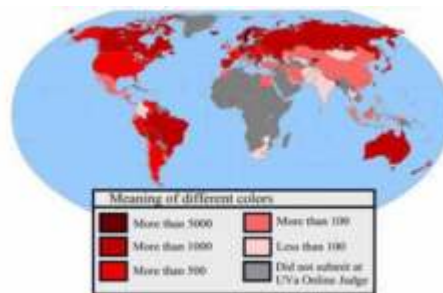 Meaning of different colors
More than 5000
More than 100
More than 1000
Less than 100
More than 500
Did not submit at
UVa Online Judge